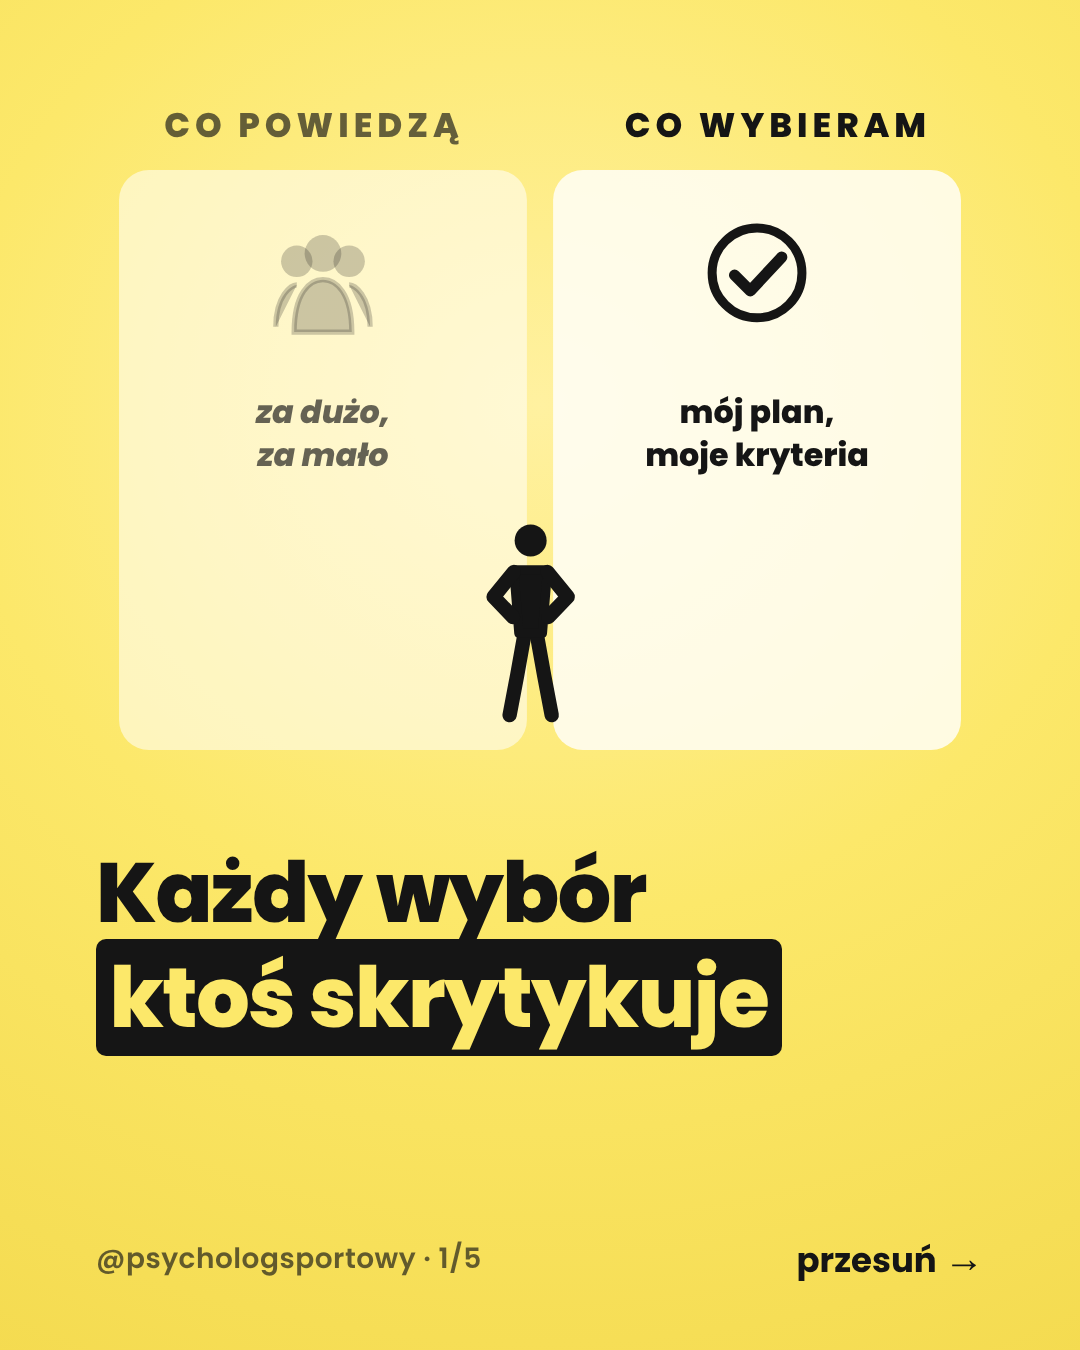 CO POWIEDZĄ
CO WYBIERAM
za dużo,
za mało
mój plan,
moje kryteria
Każdy wybór
ktoś skrytykuje
@psychologsportowy · 1/5
przesuń →